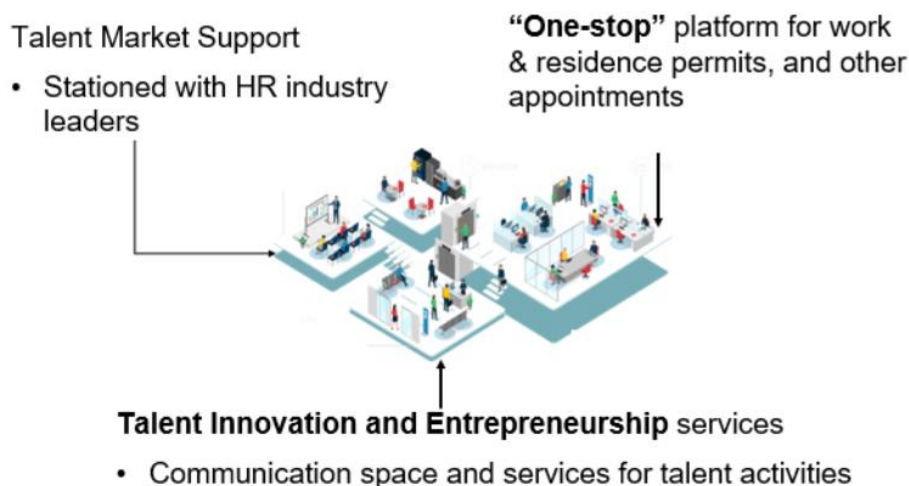 Talent Market Support
• Stationed with HR industry
leaders
“One-stop” platform for work
& residence permits, and other
appointments
Talent Innovation and Entrepreneurship services
• Communication space and services for talent activities